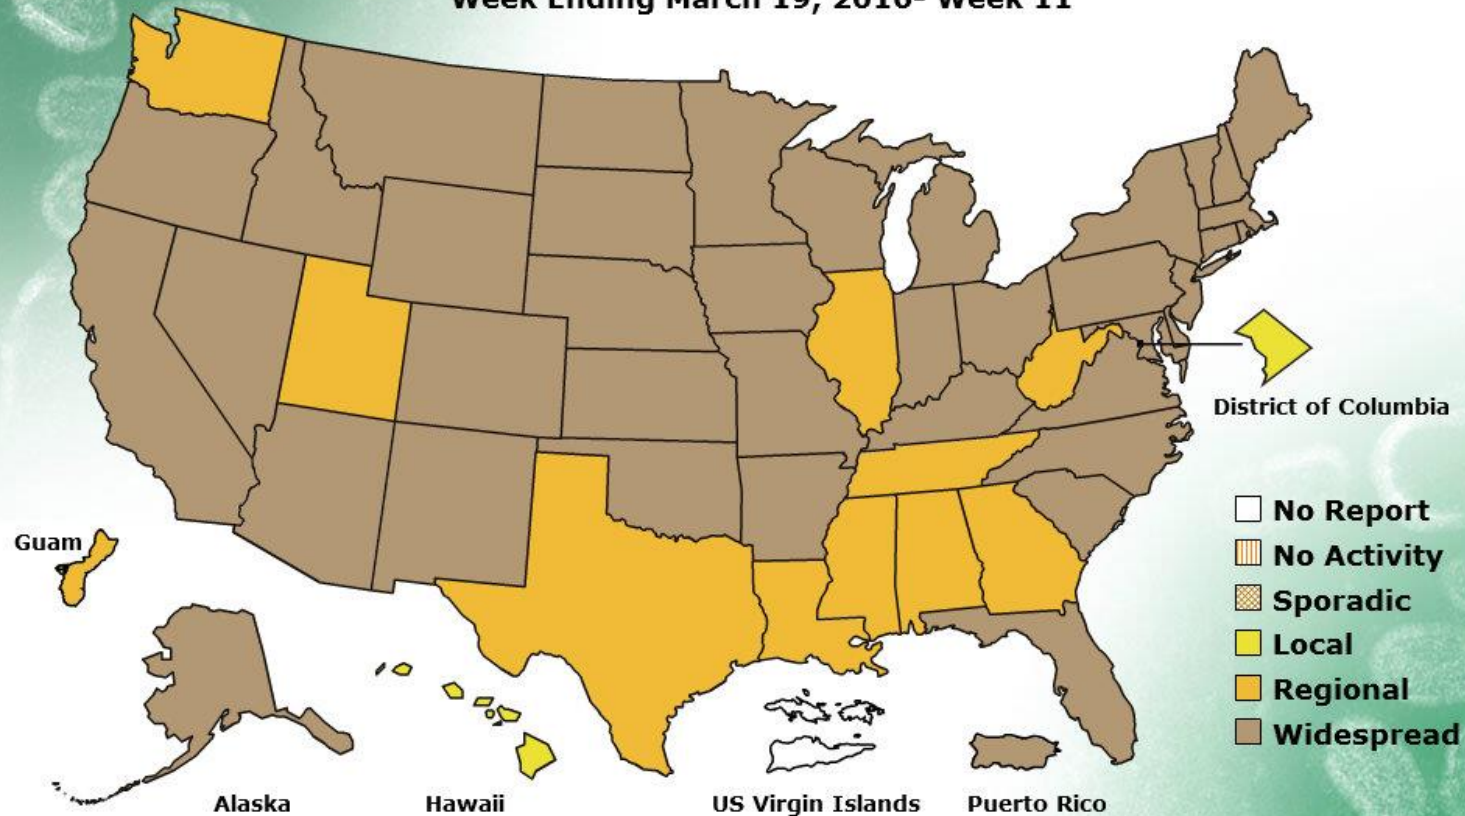 Week Ending March 19, 2016- Week 11
District of Columbia
No Report
No Activity
Sporadic
Local
Regional
Widespread
Guam
Alaska
Hawaii
US Virgin Islands
Puerto Rico